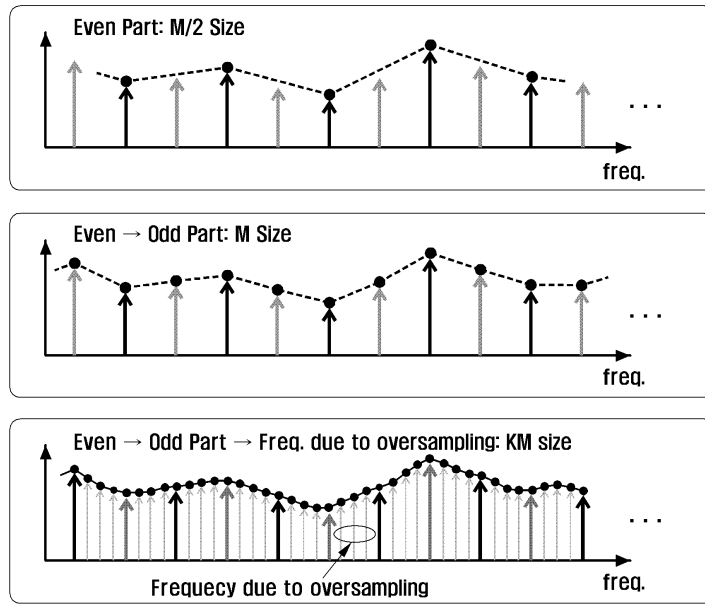 Even Part: M/2 Size
. . .
freq.
Even → Odd Part: M Size
. . .
freq.
Even → Odd Part → Freq. due to oversampling: KM size
. . .
Frequecy due to oversampling
freq.